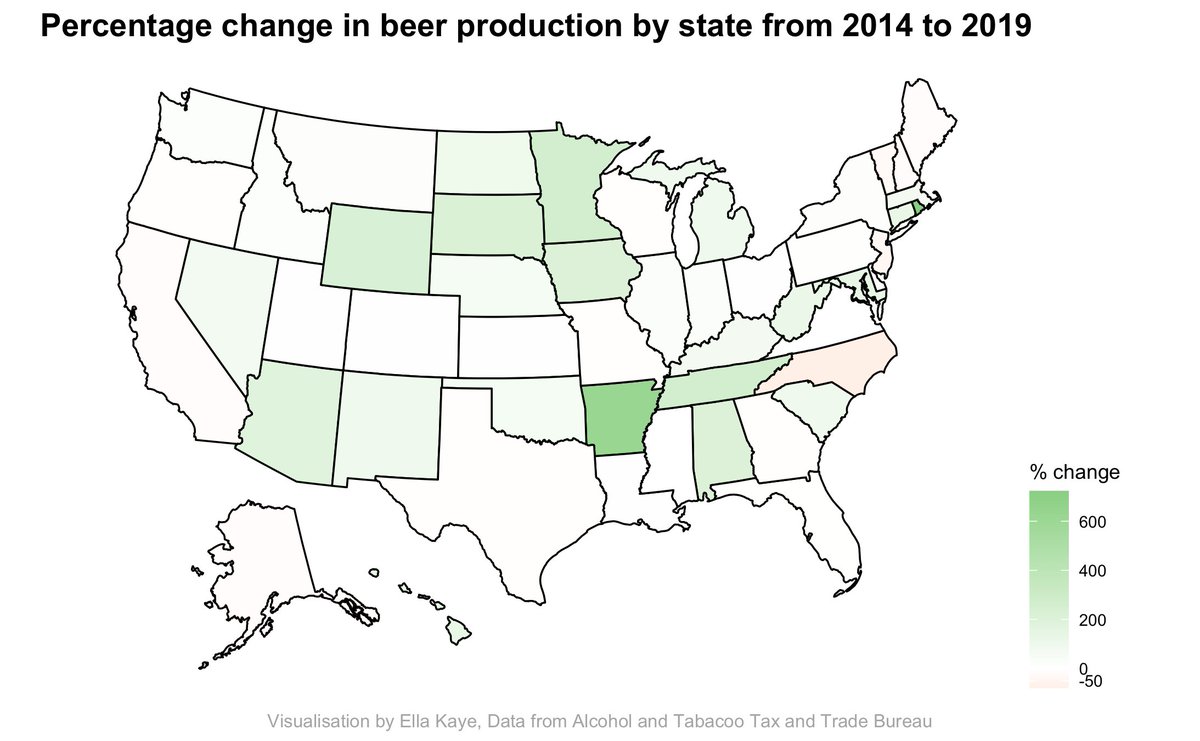 Percentage change in beer production by state from 2014 to 2019
% change
600
400
200
0
-50
Visualisation by Ella Kaye, Data from Alcohol and Tabacoo Tax and Trade Bureau